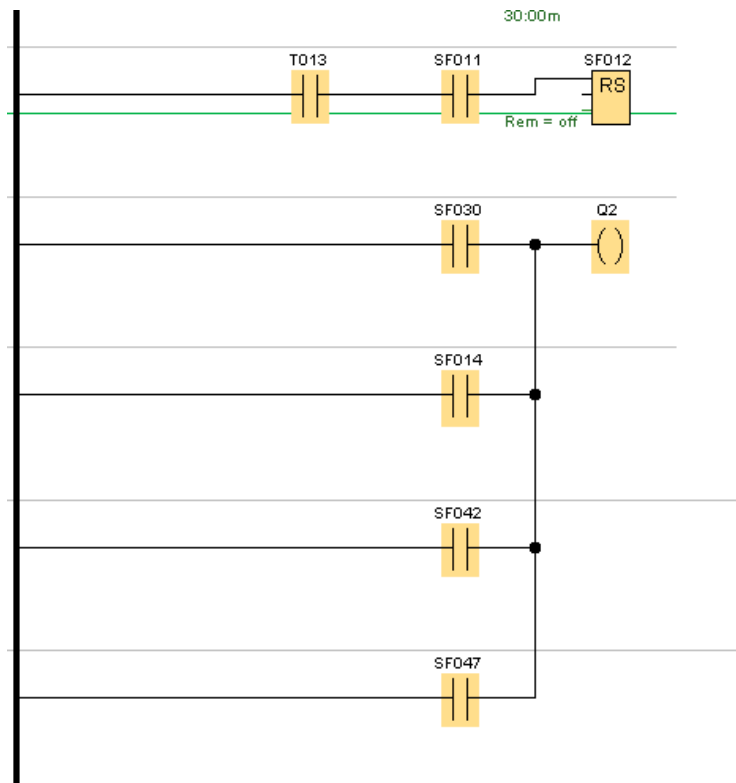 30:00m
T013 SF011 SF012
RS
Rem = off
SF030 Q2
SF014
SF042
SF047